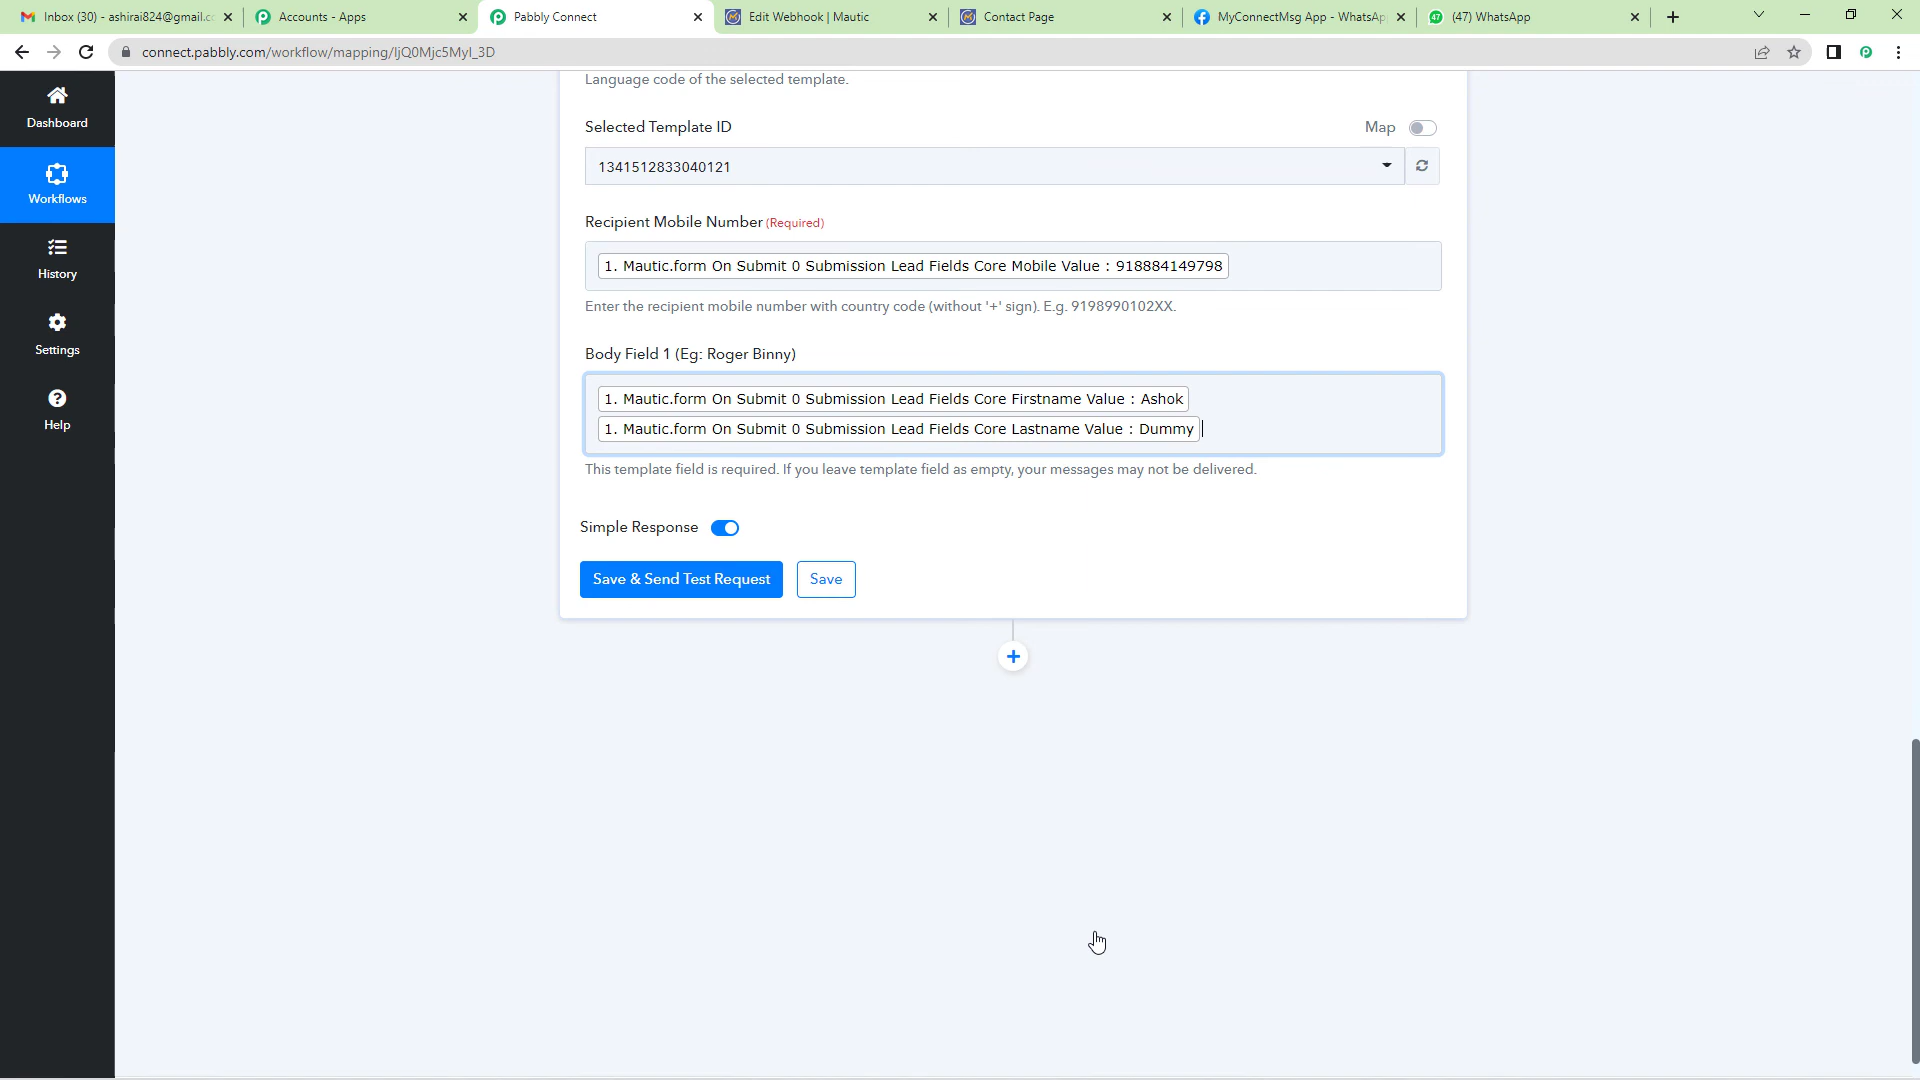 Inbox (30) - ashirai824@gmail.c
Accounts - Apps
Pabbly Connect
Edit Webhook | Mautic
Contact Page
MyConnectMsg App - WhatsAp
(47) WhatsApp
connect.pabbly.com/workflow/mapping/IjQ0Mjc5MyI_3D
Dashboard
Workflows
History
Settings
Help
Language code of the selected template.
Selected Template ID
Map
1341512833040121
Recipient Mobile Number (Required)
1. Mautic.form On Submit 0 Submission Lead Fields Core Mobile Value : 918884149798
Enter the recipient mobile number with country code (without '+' sign). E.g. 9198990102XX.
Body Field 1 (Eg: Roger Binny)
1. Mautic.form On Submit 0 Submission Lead Fields Core Firstname Value : Ashok
1. Mautic.form On Submit 0 Submission Lead Fields Core Lastname Value : Dummy
This template field is required. If you leave template field as empty, your messages may not be delivered.
Simple Response
Save & Send Test Request
Save